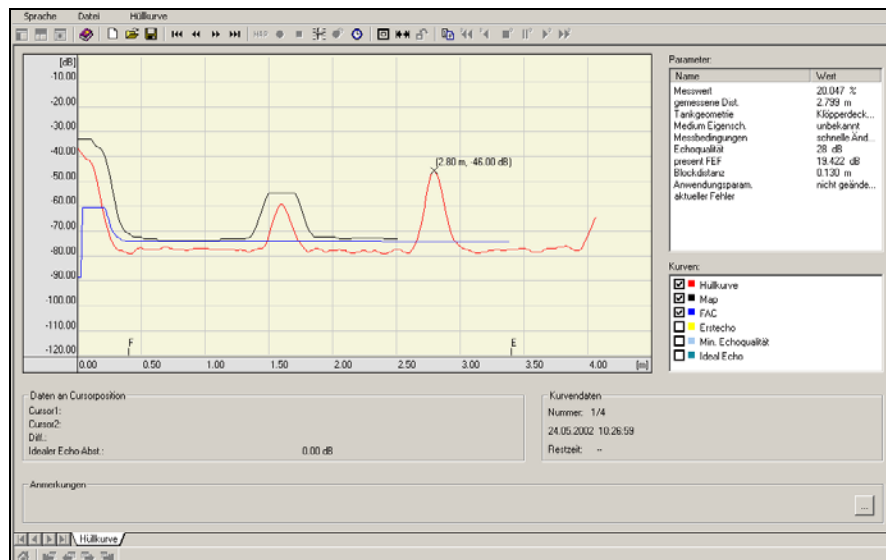 Sprache Datei Hüllkurve
[dB]
-10.00
-20.00
-30.00
-40.00
-50.00
-60.00
-70.00
-80.00
-90.00
-100.00
-110.00
-120.00
(2.80 m, -46.00 dB)
F E
0.00 0.50 1.00 1.50 2.00 2.50 3.00 3.50 4.00 [m]
Parameter:
Name Wert
Messwert 20.047 %
gemessene Dist. 2.799 m
Tankgeometrie Klöpperdeck...
Medium Eigensch. unbekannt
Messbedingungen schnelle Änd...
Echoqualität 28 dB
present FEF 19.422 dB
Blockdistanz 0.130 m
Anwendungsparam. nicht geände...
aktueller Fehler
Kurven:
Hüllkurve
Map
FAC
Erstecho
Min. Echoqualität
Ideal Echo
Daten an Cursorposition
Cursor1:
Cursor2:
Diff.:
Idealer Echo-Abst.: 0.00 dB
Kurvendaten
Nummer: 1/4
24.05.2002 10:26:59
Restzeit: --
Anmerkungen
...
Hüllkurve